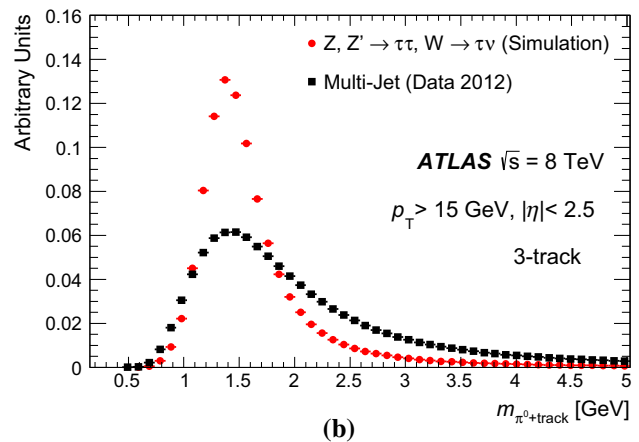 Arbitrary Units
0.16
0.14
0.12
0.1
0.08
0.06
0.04
0.02
0
Z, Z' → ττ, W → τν (Simulation)
Multi-Jet (Data 2012)
ATLAS √s = 8 TeV
p_T > 15 GeV, |η| < 2.5
3-track
0.5 1 1.5 2 2.5 3 3.5 4 4.5 5
m_π⁰+track [GeV]
(b)